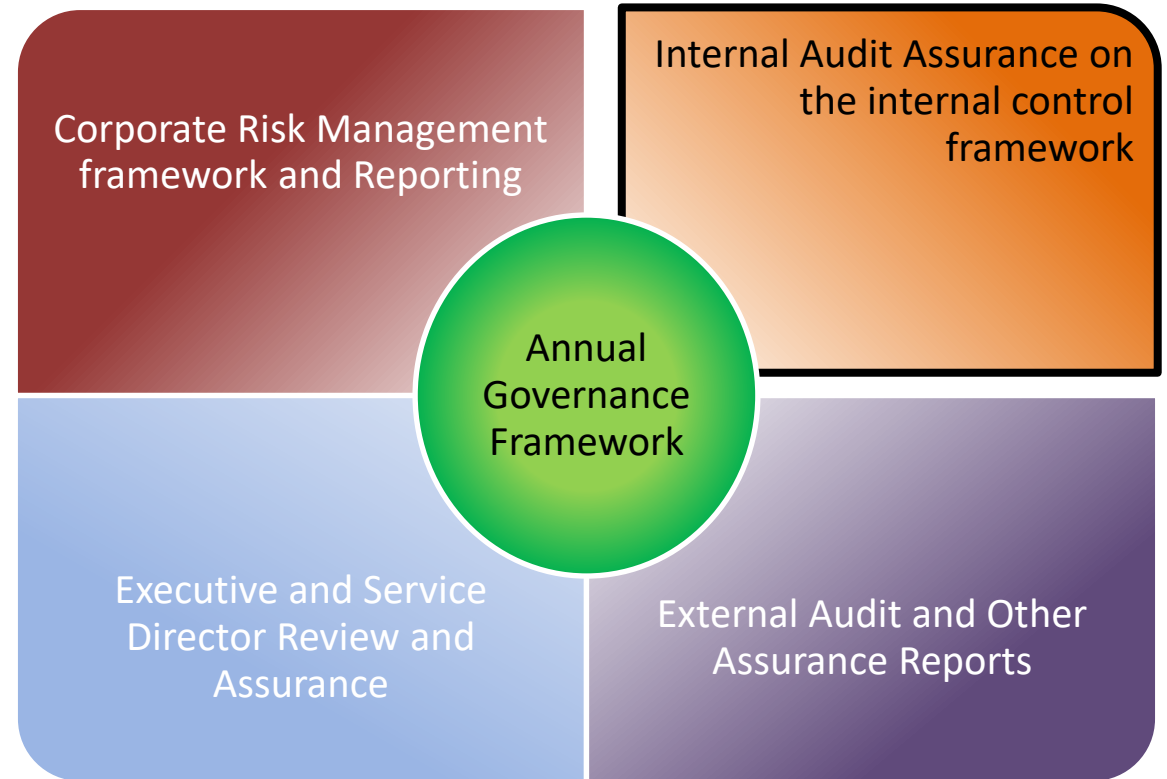 Corporate Risk Management
framework and Reporting
Internal Audit Assurance on
the internal control
framework
Annual
Governance
Framework
Executive and Service
Director Review and
Assurance
External Audit and Other
Assurance Reports